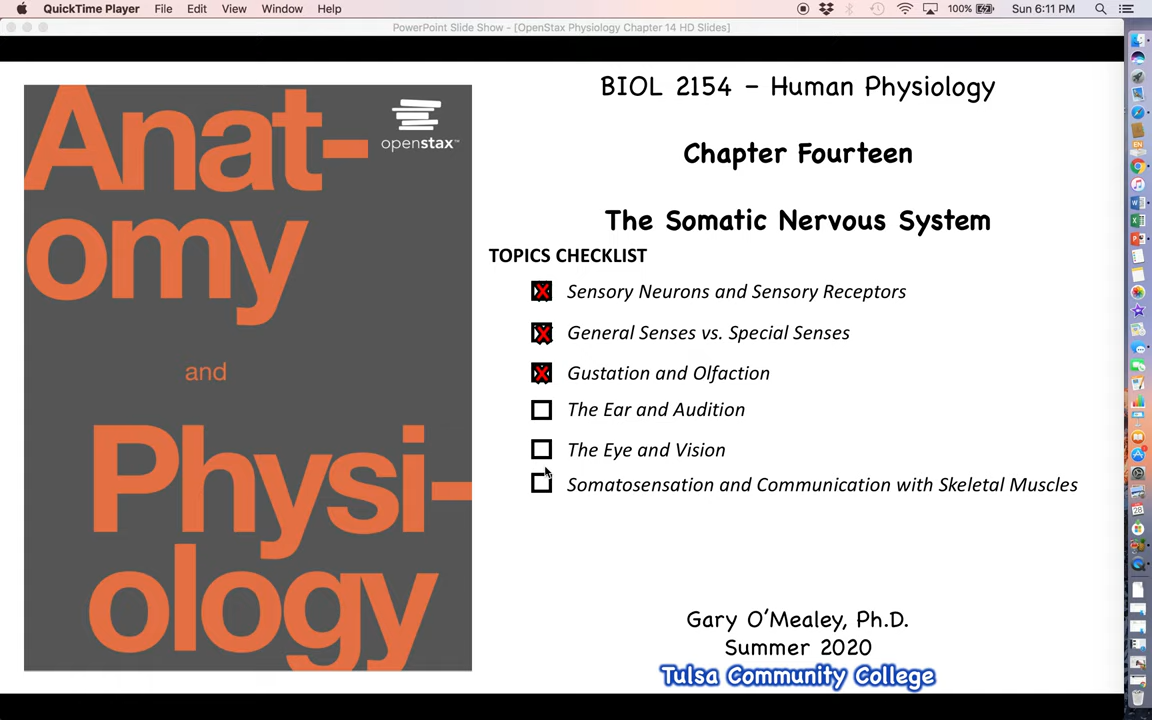 QuickTime Player File Edit View Window Help 100% Sun 6:11 PM
PowerPoint Slide Show - [OpenStax Physiology Chapter 14 HD Slides]
Anat-
omy
and
Physi-
ology
openstax™
BIOL 2154 – Human Physiology
Chapter Fourteen
The Somatic Nervous System
TOPICS CHECKLIST
Sensory Neurons and Sensory Receptors
General Senses vs. Special Senses
Gustation and Olfaction
The Ear and Audition
The Eye and Vision
Somatosensation and Communication with Skeletal Muscles
Gary O’Mealey, Ph.D.
Summer 2020
Tulsa Community College